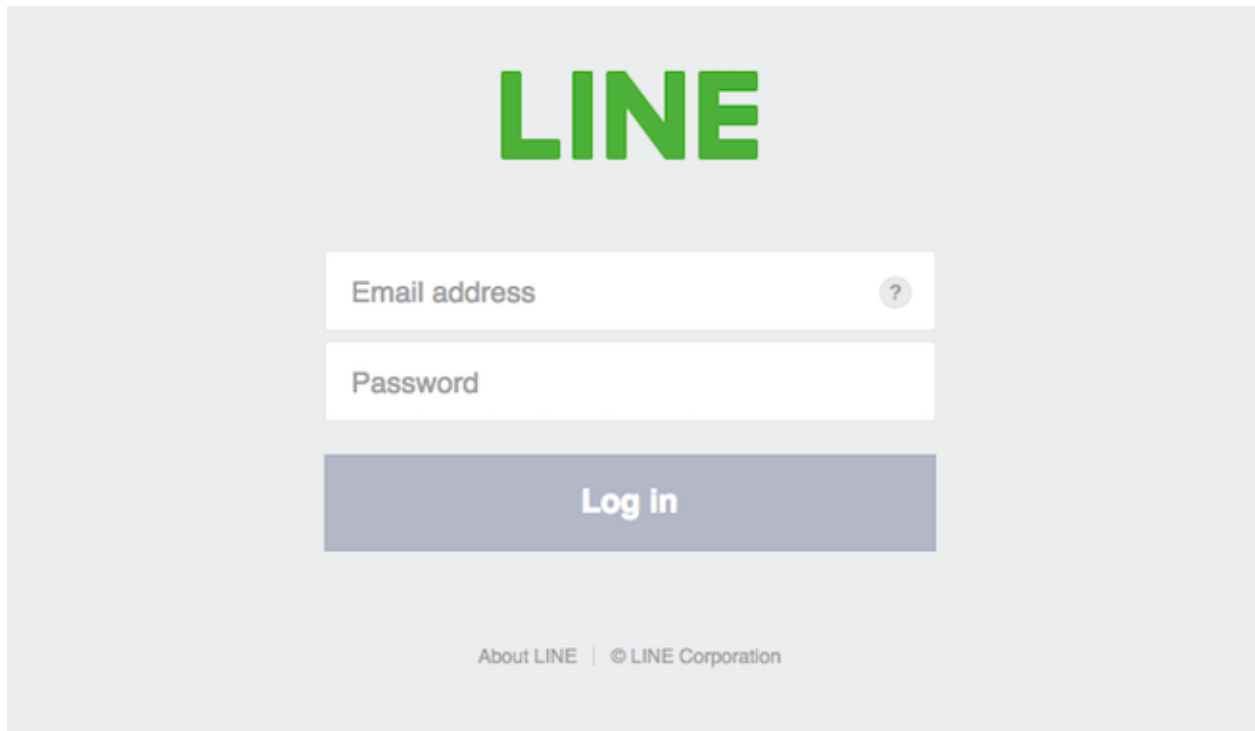 LINE
Email address ?
Password
Log in
About LINE | © LINE Corporation